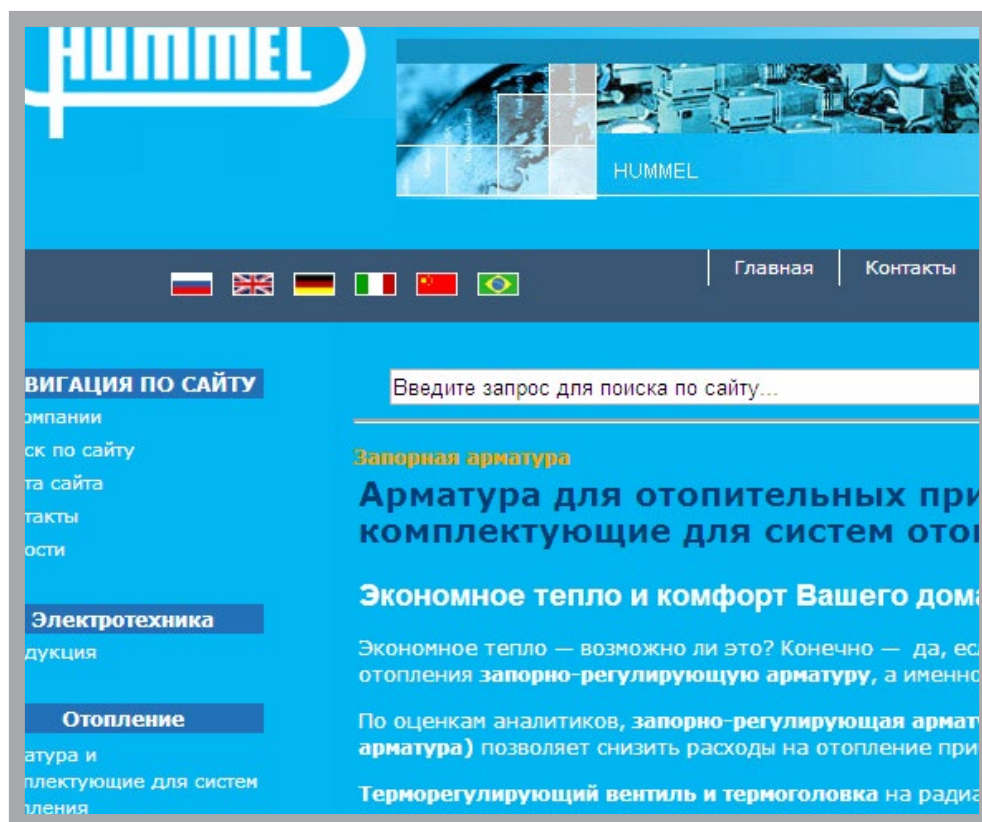 HUMMEL
HUMMEL
Главная
Контакты
ВИГАЦИЯ ПО САЙТУ
омпании
ск по сайту
та сайта
такты
ости
Введите запрос для поиска по сайту...
Запорная арматура
Арматура для отопительных при
комплектующие для систем отоп
Экономное тепло и комфорт Вашего дома
Экономное тепло — возможно ли это? Конечно — да, есл
отопления запорно-регулирующую арматуру, а именно
По оценкам аналитиков, запорно-регулирующая армат
арматура) позволяет снизить расходы на отопление при
Терморегулирующий вентиль и термоголовка на радиа
Электротехника
дукция
Отопление
атура и
плектующие для систем
пления